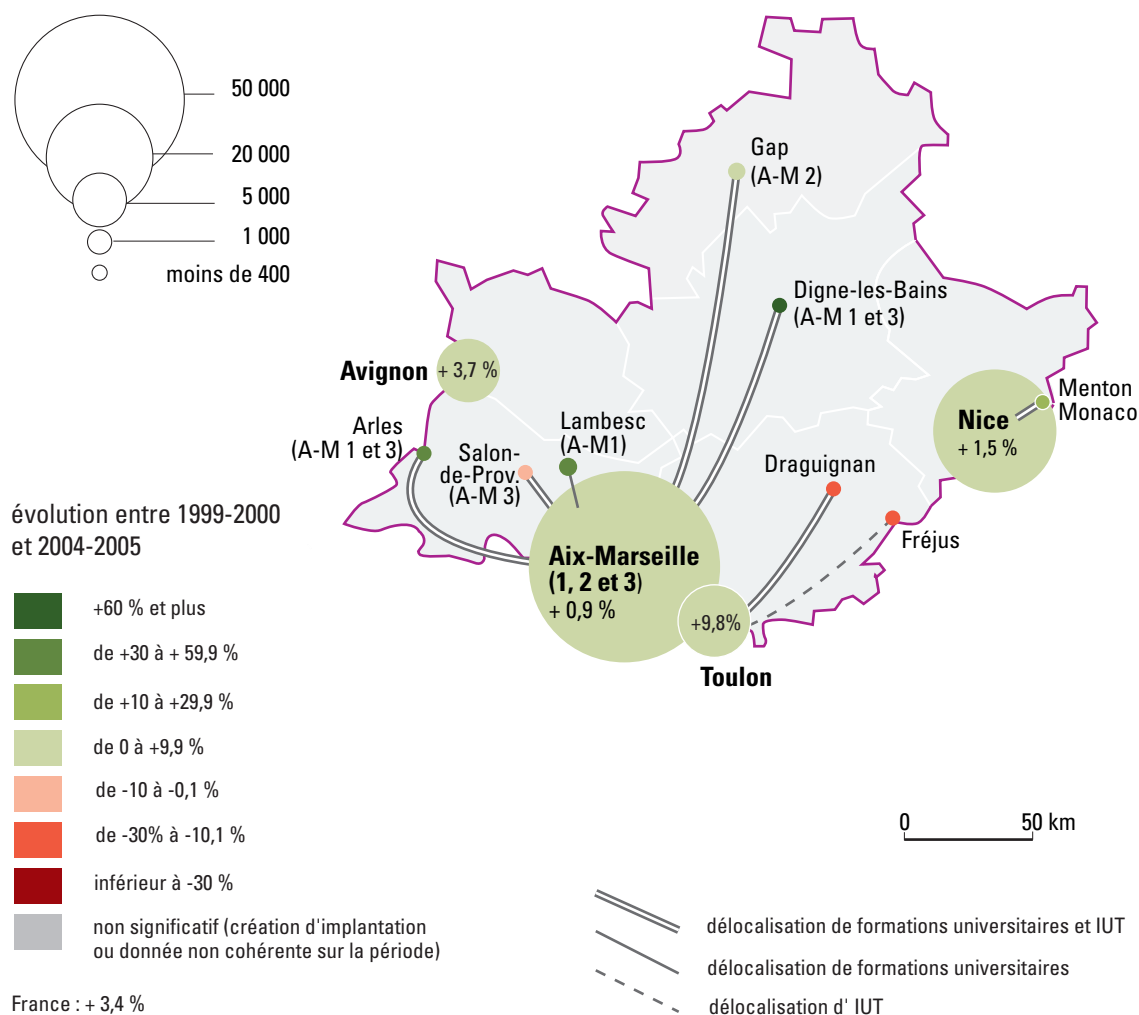 50 000
20 000
5 000
1 000
moins de 400
Gap
(A-M 2)
Digne-les-Bains
(A-M 1 et 3)
Avignon
+ 3,7 %
Arles
(A-M 1 et 3)
Salon-
de-Prov.
(A-M 3)
Lambesc
(A-M1)
Menton
Monaco
Nice
+ 1,5 %
Draguignan
Fréjus
Aix-Marseille
(1, 2 et 3)
+ 0,9 %
+9,8%
Toulon
évolution entre 1999-2000
et 2004-2005
+60 % et plus
de +30 à + 59,9 %
de +10 à +29,9 %
de 0 à +9,9 %
de -10 à -0,1 %
de -30% à -10,1 %
inférieur à -30 %
non significatif (création d'implantation
ou donnée non cohérente sur la période)
France : + 3,4 %
0 50 km
délocalisation de formations universitaires et IUT
délocalisation de formations universitaires
délocalisation d' IUT